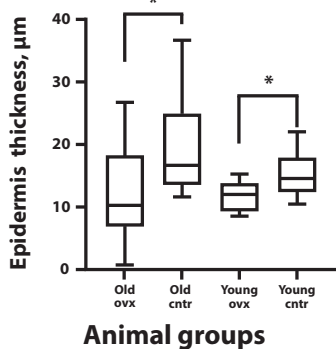 *
40
30
20
10
0
Epidermis thickness, µm
*
Old ovx
Old cntr
Young ovx
Young cntr
Animal groups